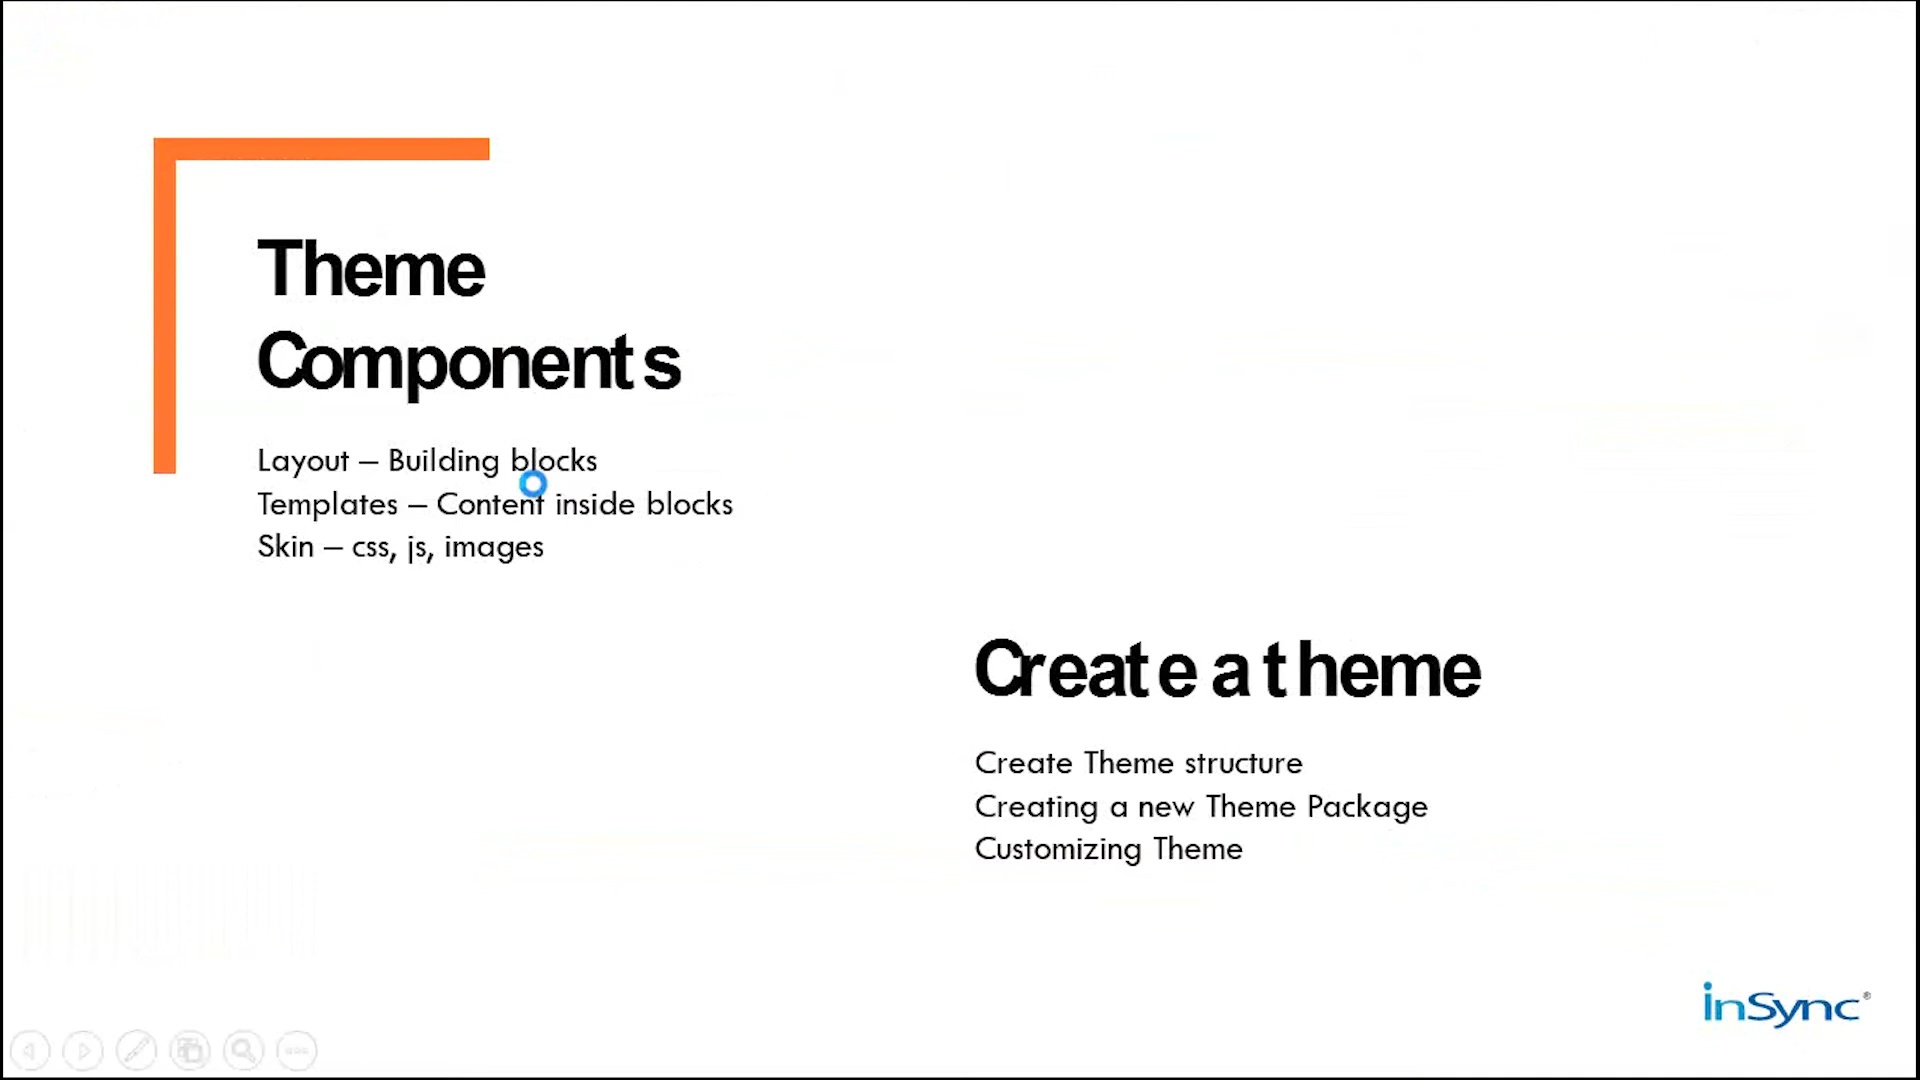 Theme
Components
Layout – Building blocks
Templates – Content inside blocks
Skin – css, js, images
Create a theme
Create Theme structure
Creating a new Theme Package
Customizing Theme
inSync®